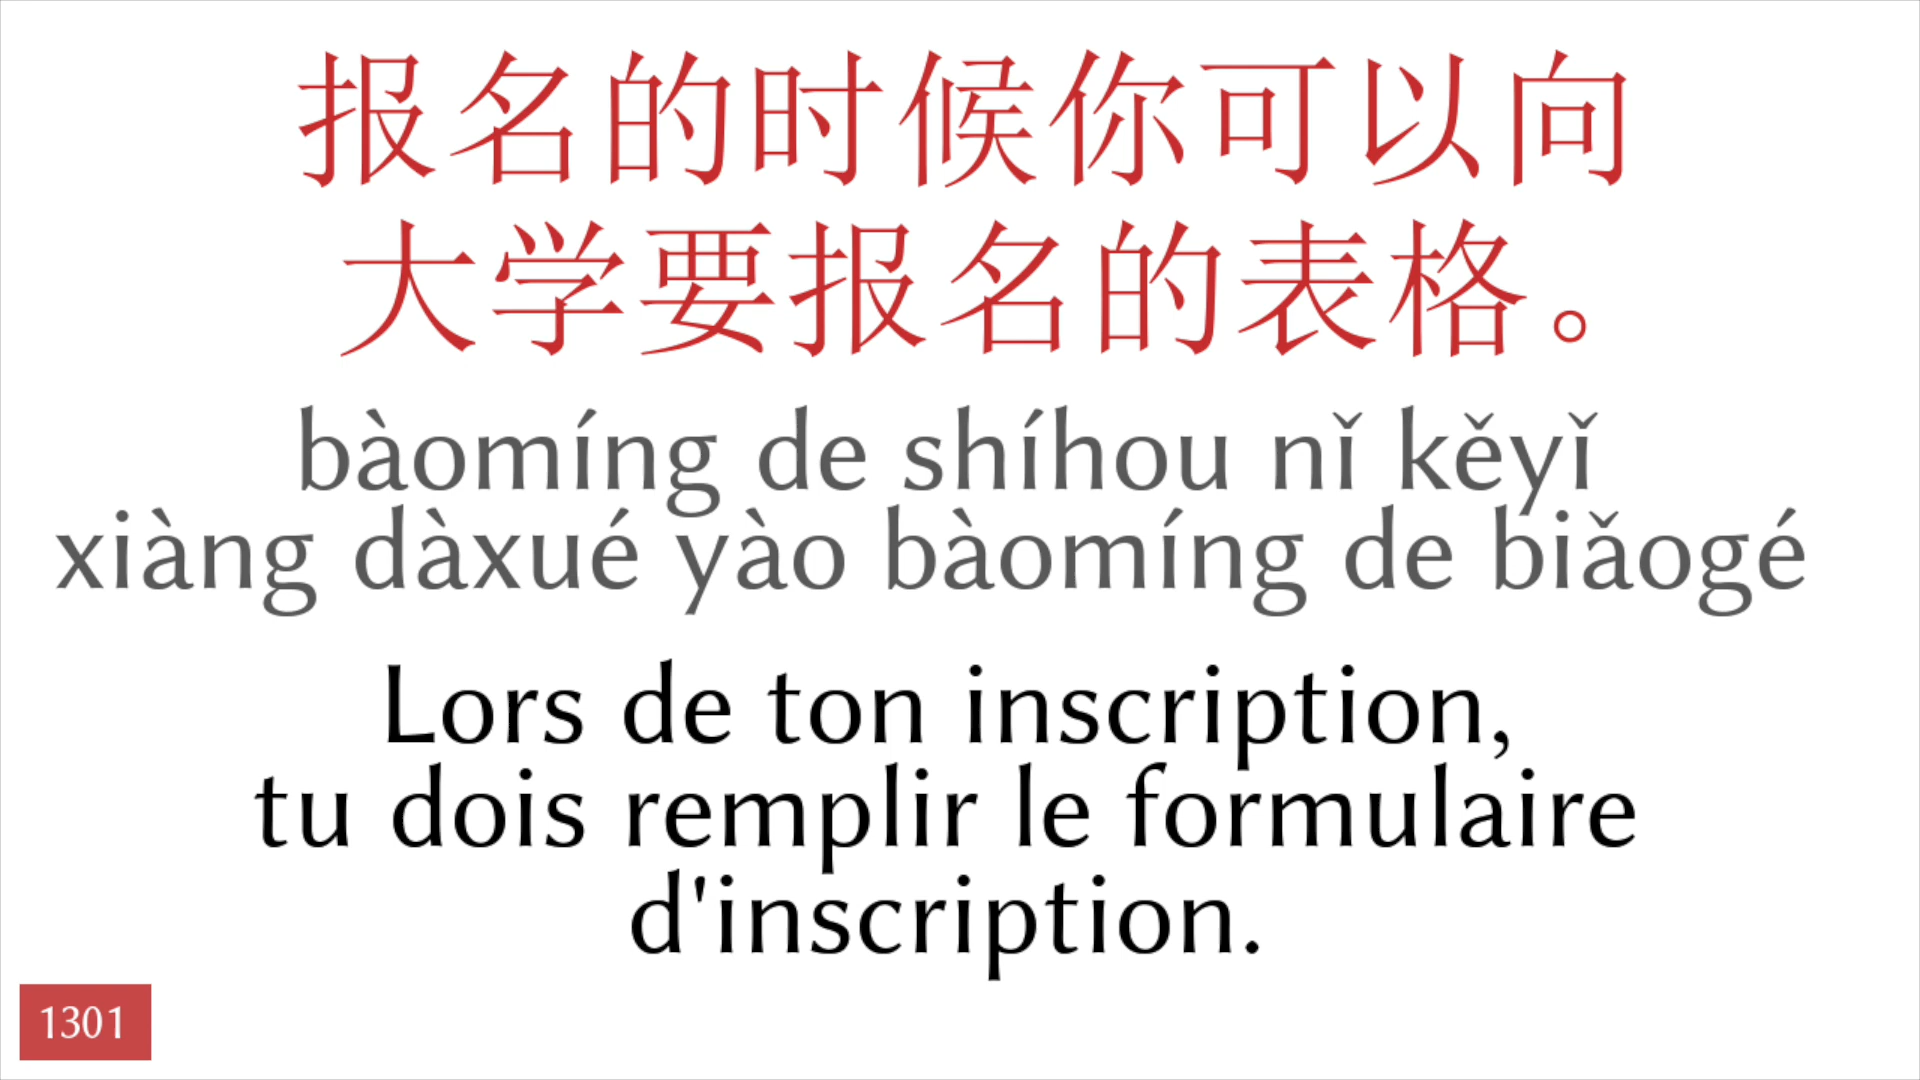 报名的时候你可以向
大学要报名的表格。
bàomíng de shíhou nǐ kěyǐ
xiàng dàxué yào bàomíng de biǎogé
Lors de ton inscription,
tu dois remplir le formulaire
d'inscription.
1301